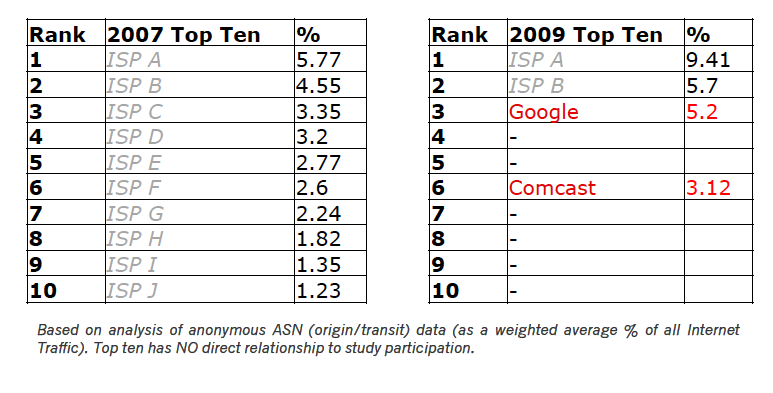 Rank 2007 Top Ten %
1 ISP A 5.77
2 ISP B 4.55
3 ISP C 3.35
4 ISP D 3.2
5 ISP E 2.77
6 ISP F 2.6
7 ISP G 2.24
8 ISP H 1.82
9 ISP I 1.35
10 ISP J 1.23
Rank 2009 Top Ten %
1 ISP A 9.41
2 ISP B 5.7
3 Google 5.2
4 -
5 -
6 Comcast 3.12
7 -
8 -
9 -
10 -
Based on analysis of anonymous ASN (origin/transit) data (as a weighted average % of all Internet
Traffic). Top ten has NO direct relationship to study participation.